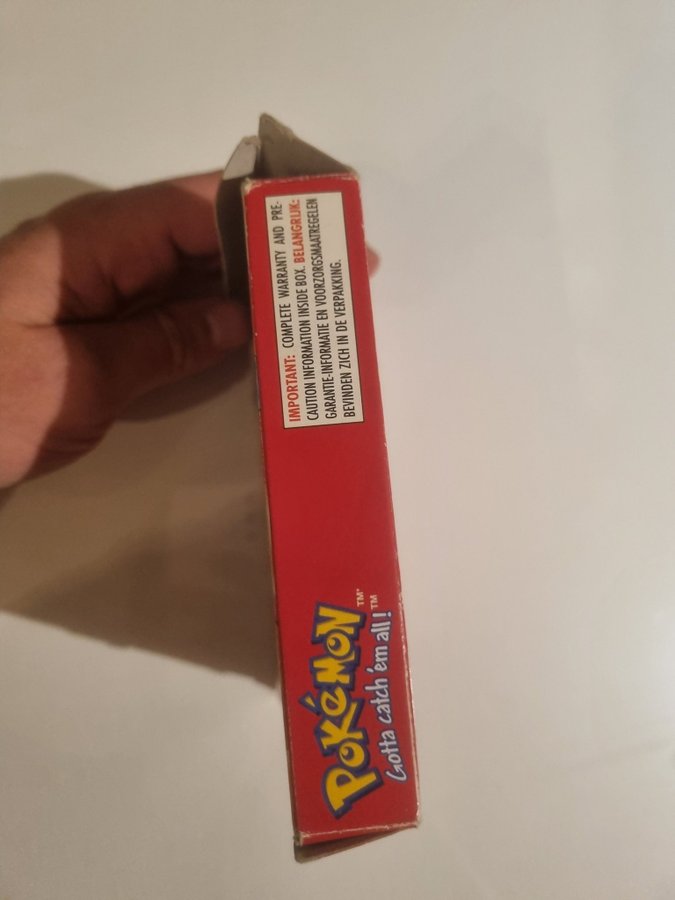 IMPORTANT: COMPLETE WARRANTY AND PRE-
CAUTION INFORMATION INSIDE BOX. BELANGRIJK:
GARANTIE-INFORMATIE EN VOORZORGSMAATREGELEN
BEVINDEN ZICH IN DE VERPAKKING.
POKéMON™
Gotta catch 'em all!™